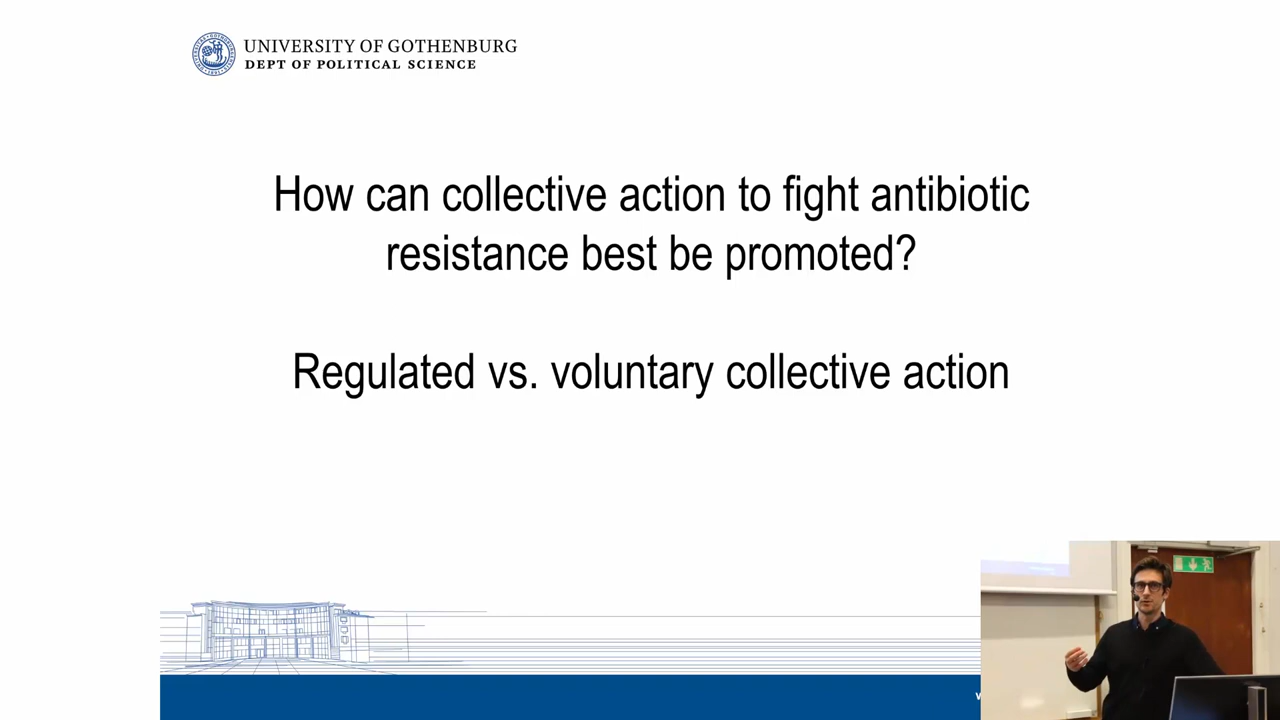 UNIVERSITY OF GOTHENBURG
DEPT OF POLITICAL SCIENCE
How can collective action to fight antibiotic
resistance best be promoted?
Regulated vs. voluntary collective action